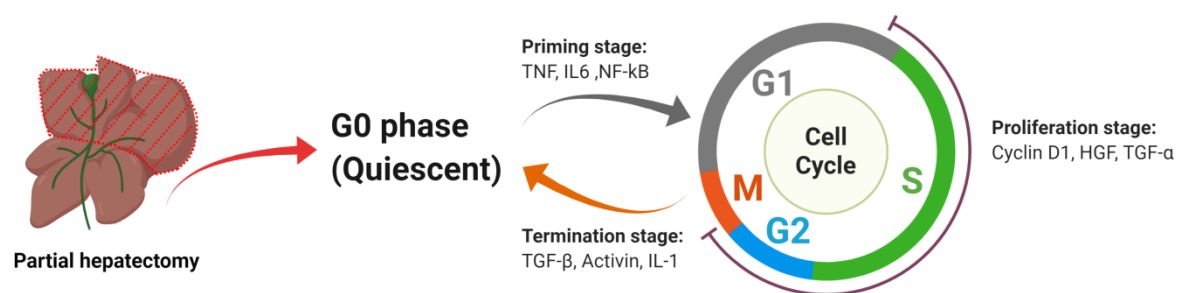 Partial hepatectomy
G0 phase
(Quiescent)
Priming stage:
TNF, IL6 ,NF-kB
Termination stage:
TGF-β, Activin, IL-1
G1
S
G2
M
Cell
Cycle
Proliferation stage:
Cyclin D1, HGF, TGF-α